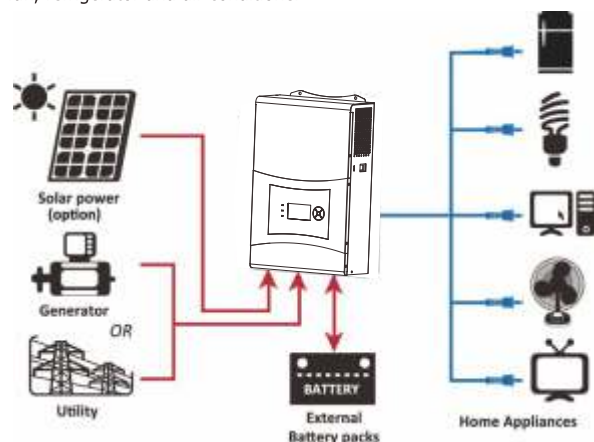 Solar power
(option)
Generator
OR
Utility
BATTERY
External
Battery packs
Home Appliances